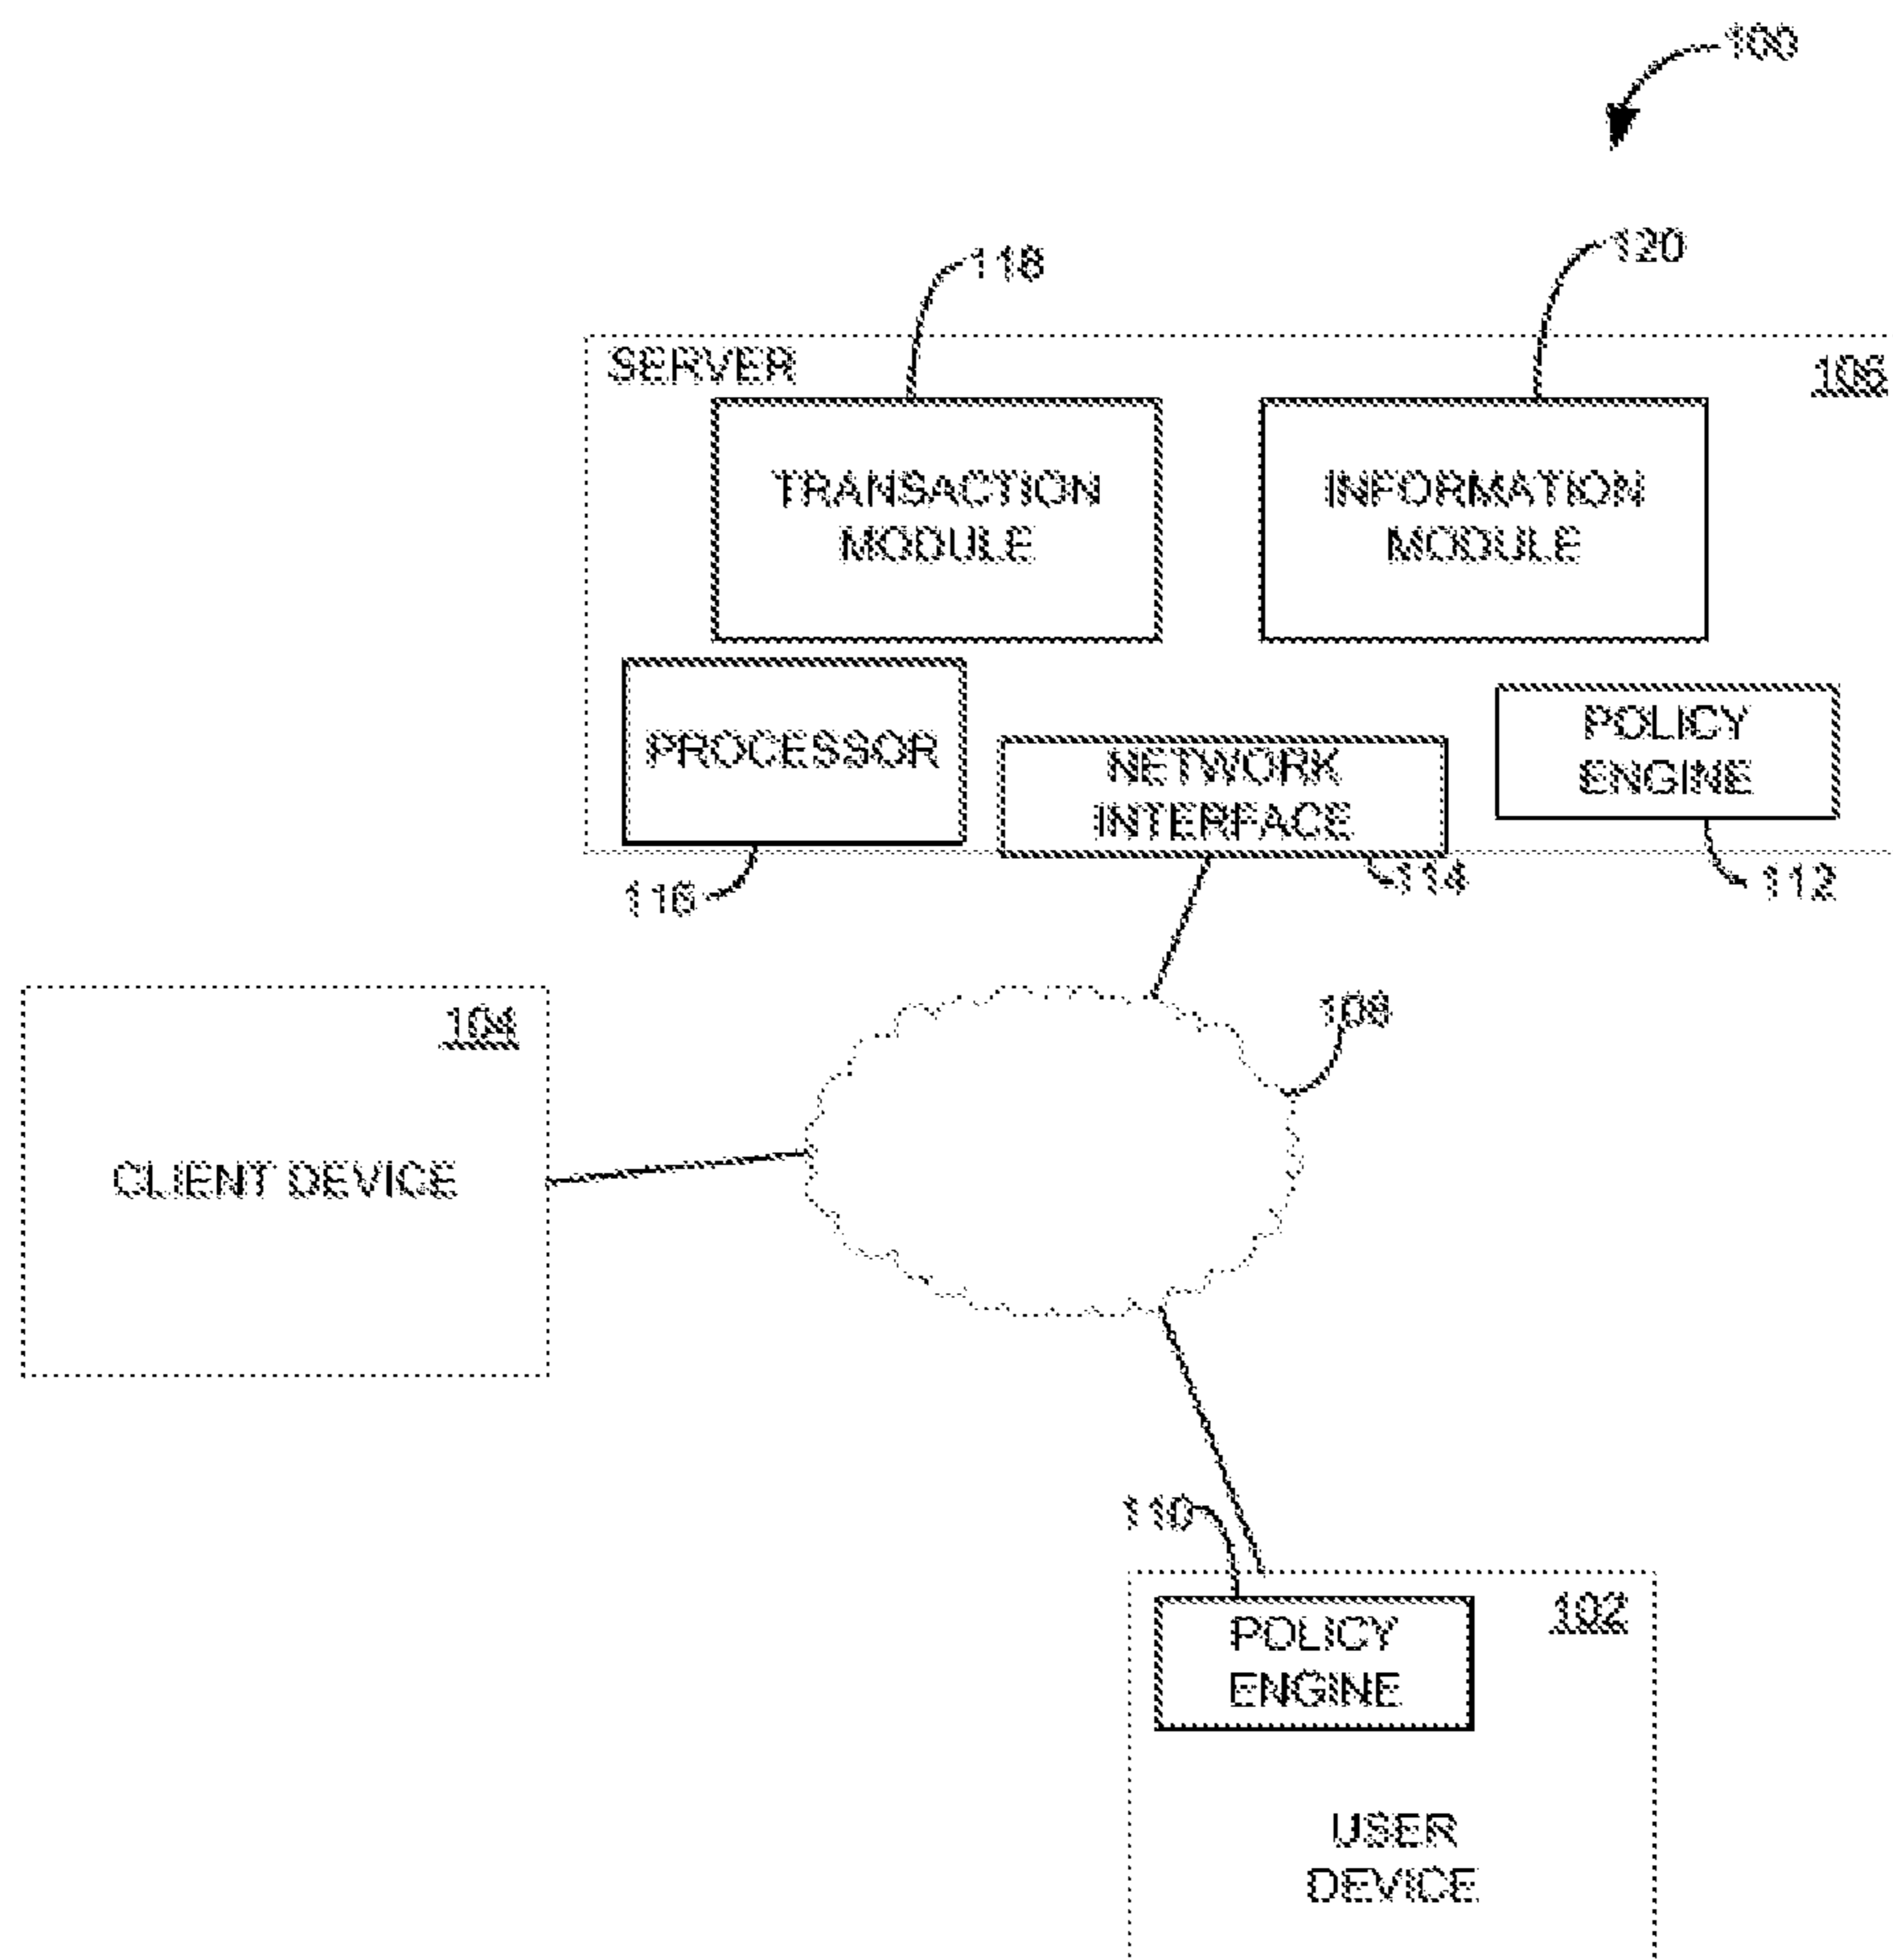 100
118
120
SERVER
106
TRANSACTION
MODULE
INFORMATION
MODULE
PROCESSOR
NETWORK
INTERFACE
POLICY
ENGINE
116
114
112
104
108
CLIENT DEVICE
110
POLICY
ENGINE
102
USER
DEVICE